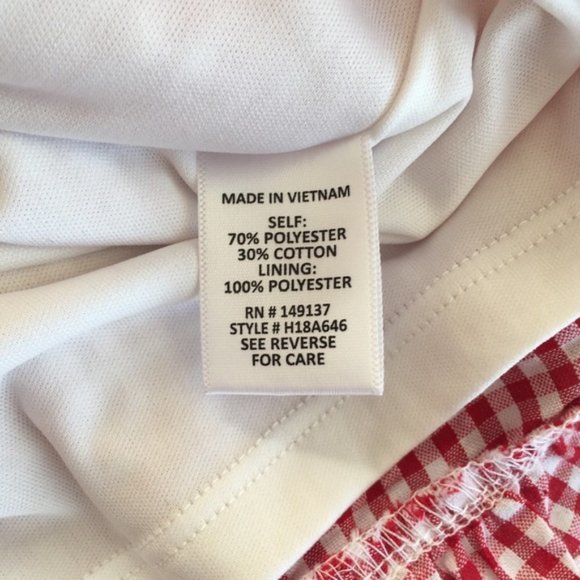 MADE IN VIETNAM
SELF:
70% POLYESTER
30% COTTON
LINING:
100% POLYESTER
RN # 149137
STYLE # H18A646
SEE REVERSE
FOR CARE